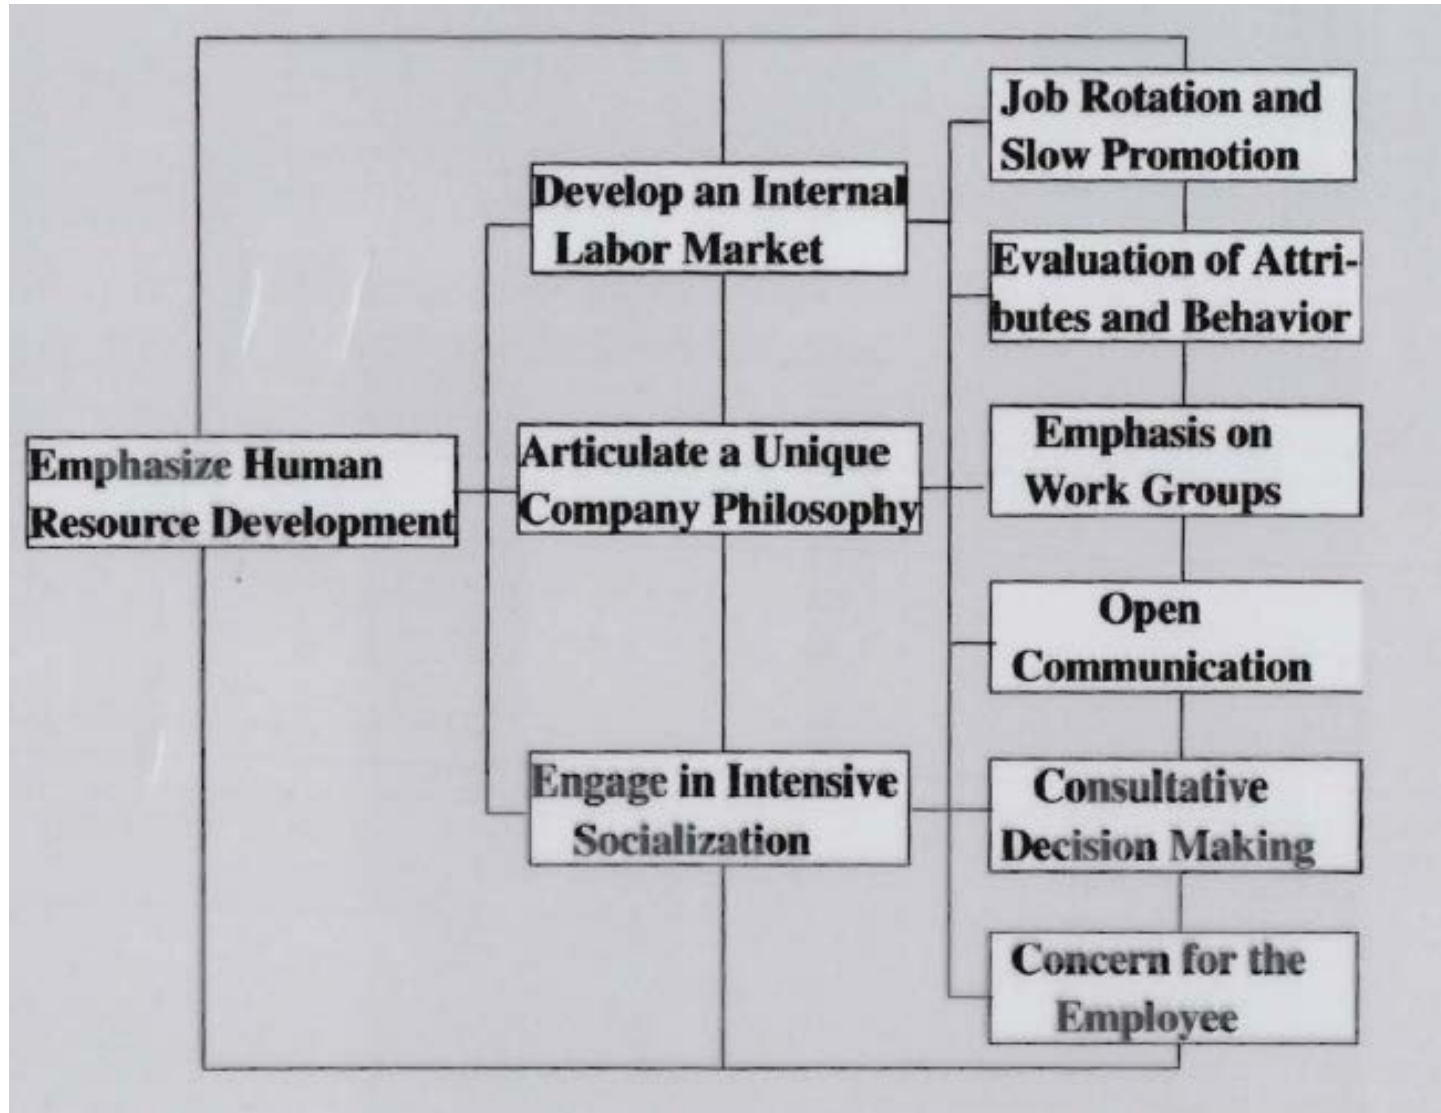 Job Rotation and
Slow Promotion
Develop an Internal
Labor Market
Evaluation of Attri-
butes and Behavior
Emphasize Human
Resource Development
Articulate a Unique
Company Philosophy
Emphasis on
Work Groups
Open
Communication
Engage in Intensive
Socialization
Consultative
Decision Making
Concern for the
Employee